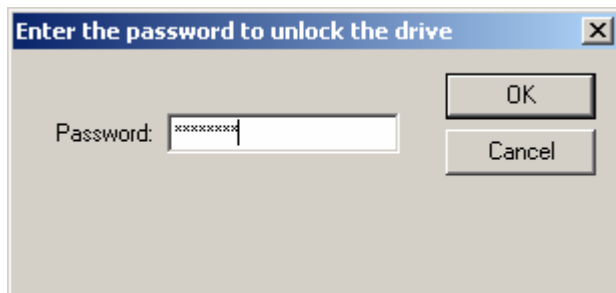 Enter the password to unlock the drive
OK
Password: ********
Cancel